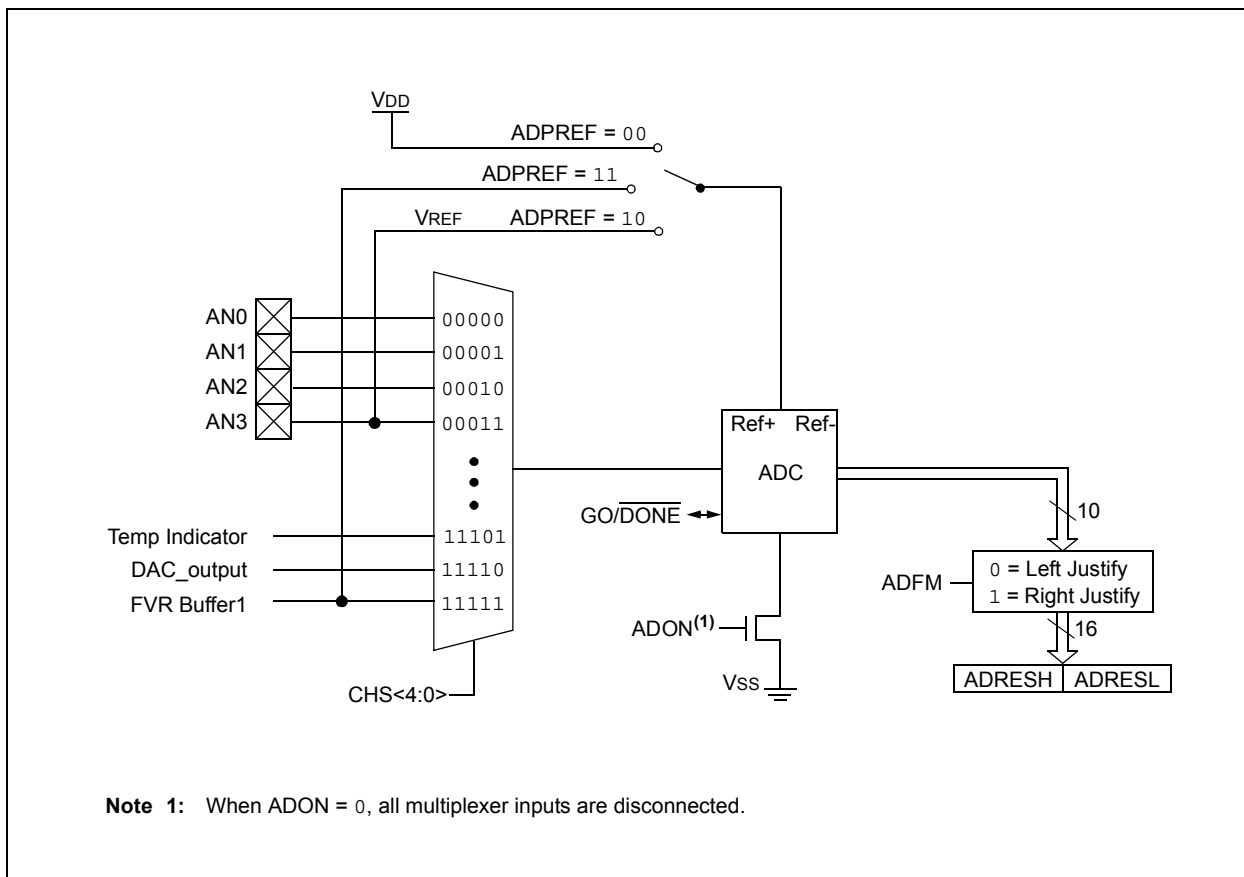 VDD
ADPREF = 00
ADPREF = 11
VREF ADPREF = 10
AN0 00000
AN1 00001
AN2 00010
AN3 00011
Ref+ Ref-
ADC
GO/DONE
10
Temp Indicator 11101
DAC_output 11110
FVR Buffer1 11111
ADFM
0 = Left Justify
1 = Right Justify
ADON(1)
16
VSS
ADRESH ADRESL
CHS<4:0>
Note 1: When ADON = 0, all multiplexer inputs are disconnected.